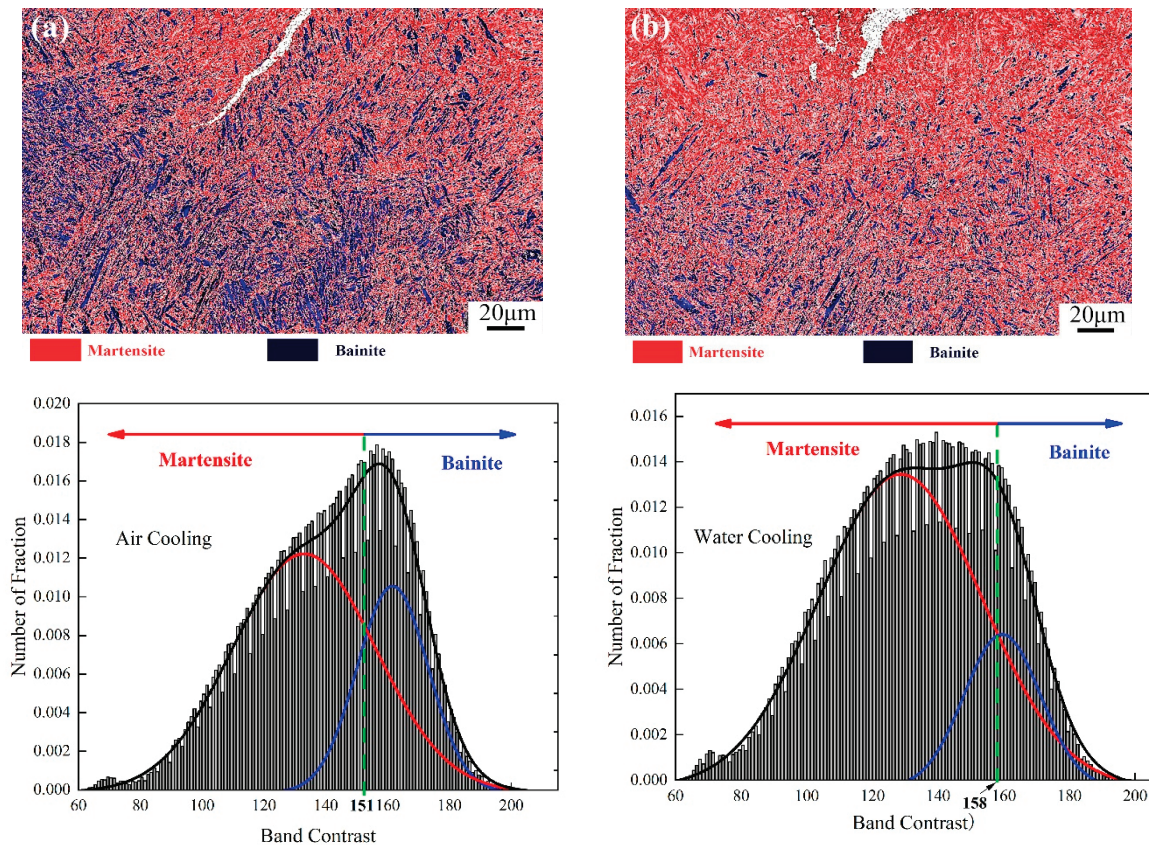 (a)
20μm
Martensite Bainite
(b)
20μm
Martensite Bainite
0.020
0.018
0.016
0.014
0.012
0.010
0.008
0.006
0.004
0.002
0.000
Number of Fraction
Martensite
Bainite
Air Cooling
60 80 100 120 140 151 160 180 200
Band Contrast
0.016
0.014
0.012
0.010
0.008
0.006
0.004
0.002
0.000
Number of Fraction
Martensite
Bainite
Water Cooling
60 80 100 120 140 160 180 200
158
Band Contrast)